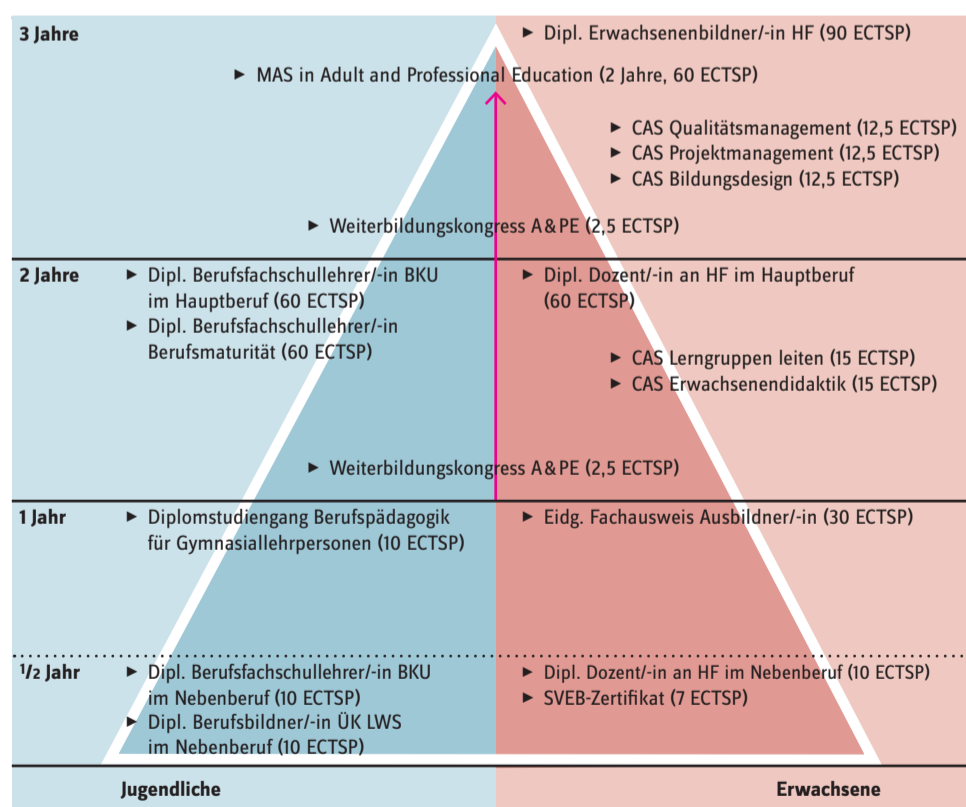 3 Jahre
► Dipl. Erwachsenenbildner/-in HF (90 ECTSP)
► MAS in Adult and Professional Education (2 Jahre, 60 ECTSP)
► CAS Qualitätsmanagement (12,5 ECTSP)
► CAS Projektmanagement (12,5 ECTSP)
► CAS Bildungsdesign (12,5 ECTSP)
► Weiterbildungskongress A&PE (2,5 ECTSP)
2 Jahre
► Dipl. Berufsfachschullehrer/-in BKU
im Hauptberuf (60 ECTSP)
► Dipl. Berufsfachschullehrer/-in
Berufsmaturität (60 ECTSP)
► Dipl. Dozent/-in an HF im Hauptberuf
(60 ECTSP)
► CAS Lerngruppen leiten (15 ECTSP)
► CAS Erwachsenendidaktik (15 ECTSP)
► Weiterbildungskongress A&PE (2,5 ECTSP)
1 Jahr
► Diplomstudiengang Berufspädagogik
für Gymnasiallehrpersonen (10 ECTSP)
► Eidg. Fachausweis Ausbildner/-in (30 ECTSP)
1/2 Jahr
► Dipl. Berufsfachschullehrer/-in BKU
im Nebenberuf (10 ECTSP)
► Dipl. Berufsbildner/-in ÜK LWS
im Nebenberuf (10 ECTSP)
► Dipl. Dozent/-in an HF im Nebenberuf (10 ECTSP)
► SVEB-Zertifikat (7 ECTSP)
Jugendliche
Erwachsene